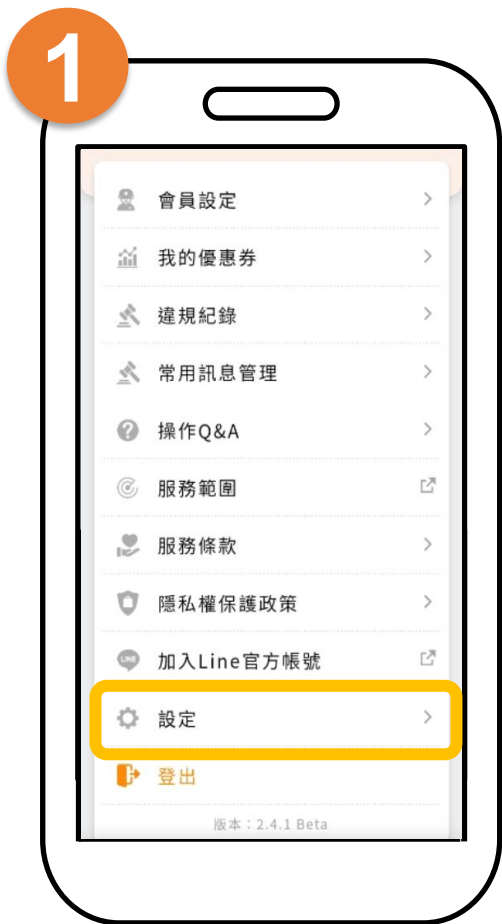 1
會員設定
我的優惠券
違規紀錄
常用訊息管理
操作Q&A
服務範圍
服務條款
隱私權保護政策
LINE
加入Line官方帳號
設定
登出
版本：2.4.1 Beta